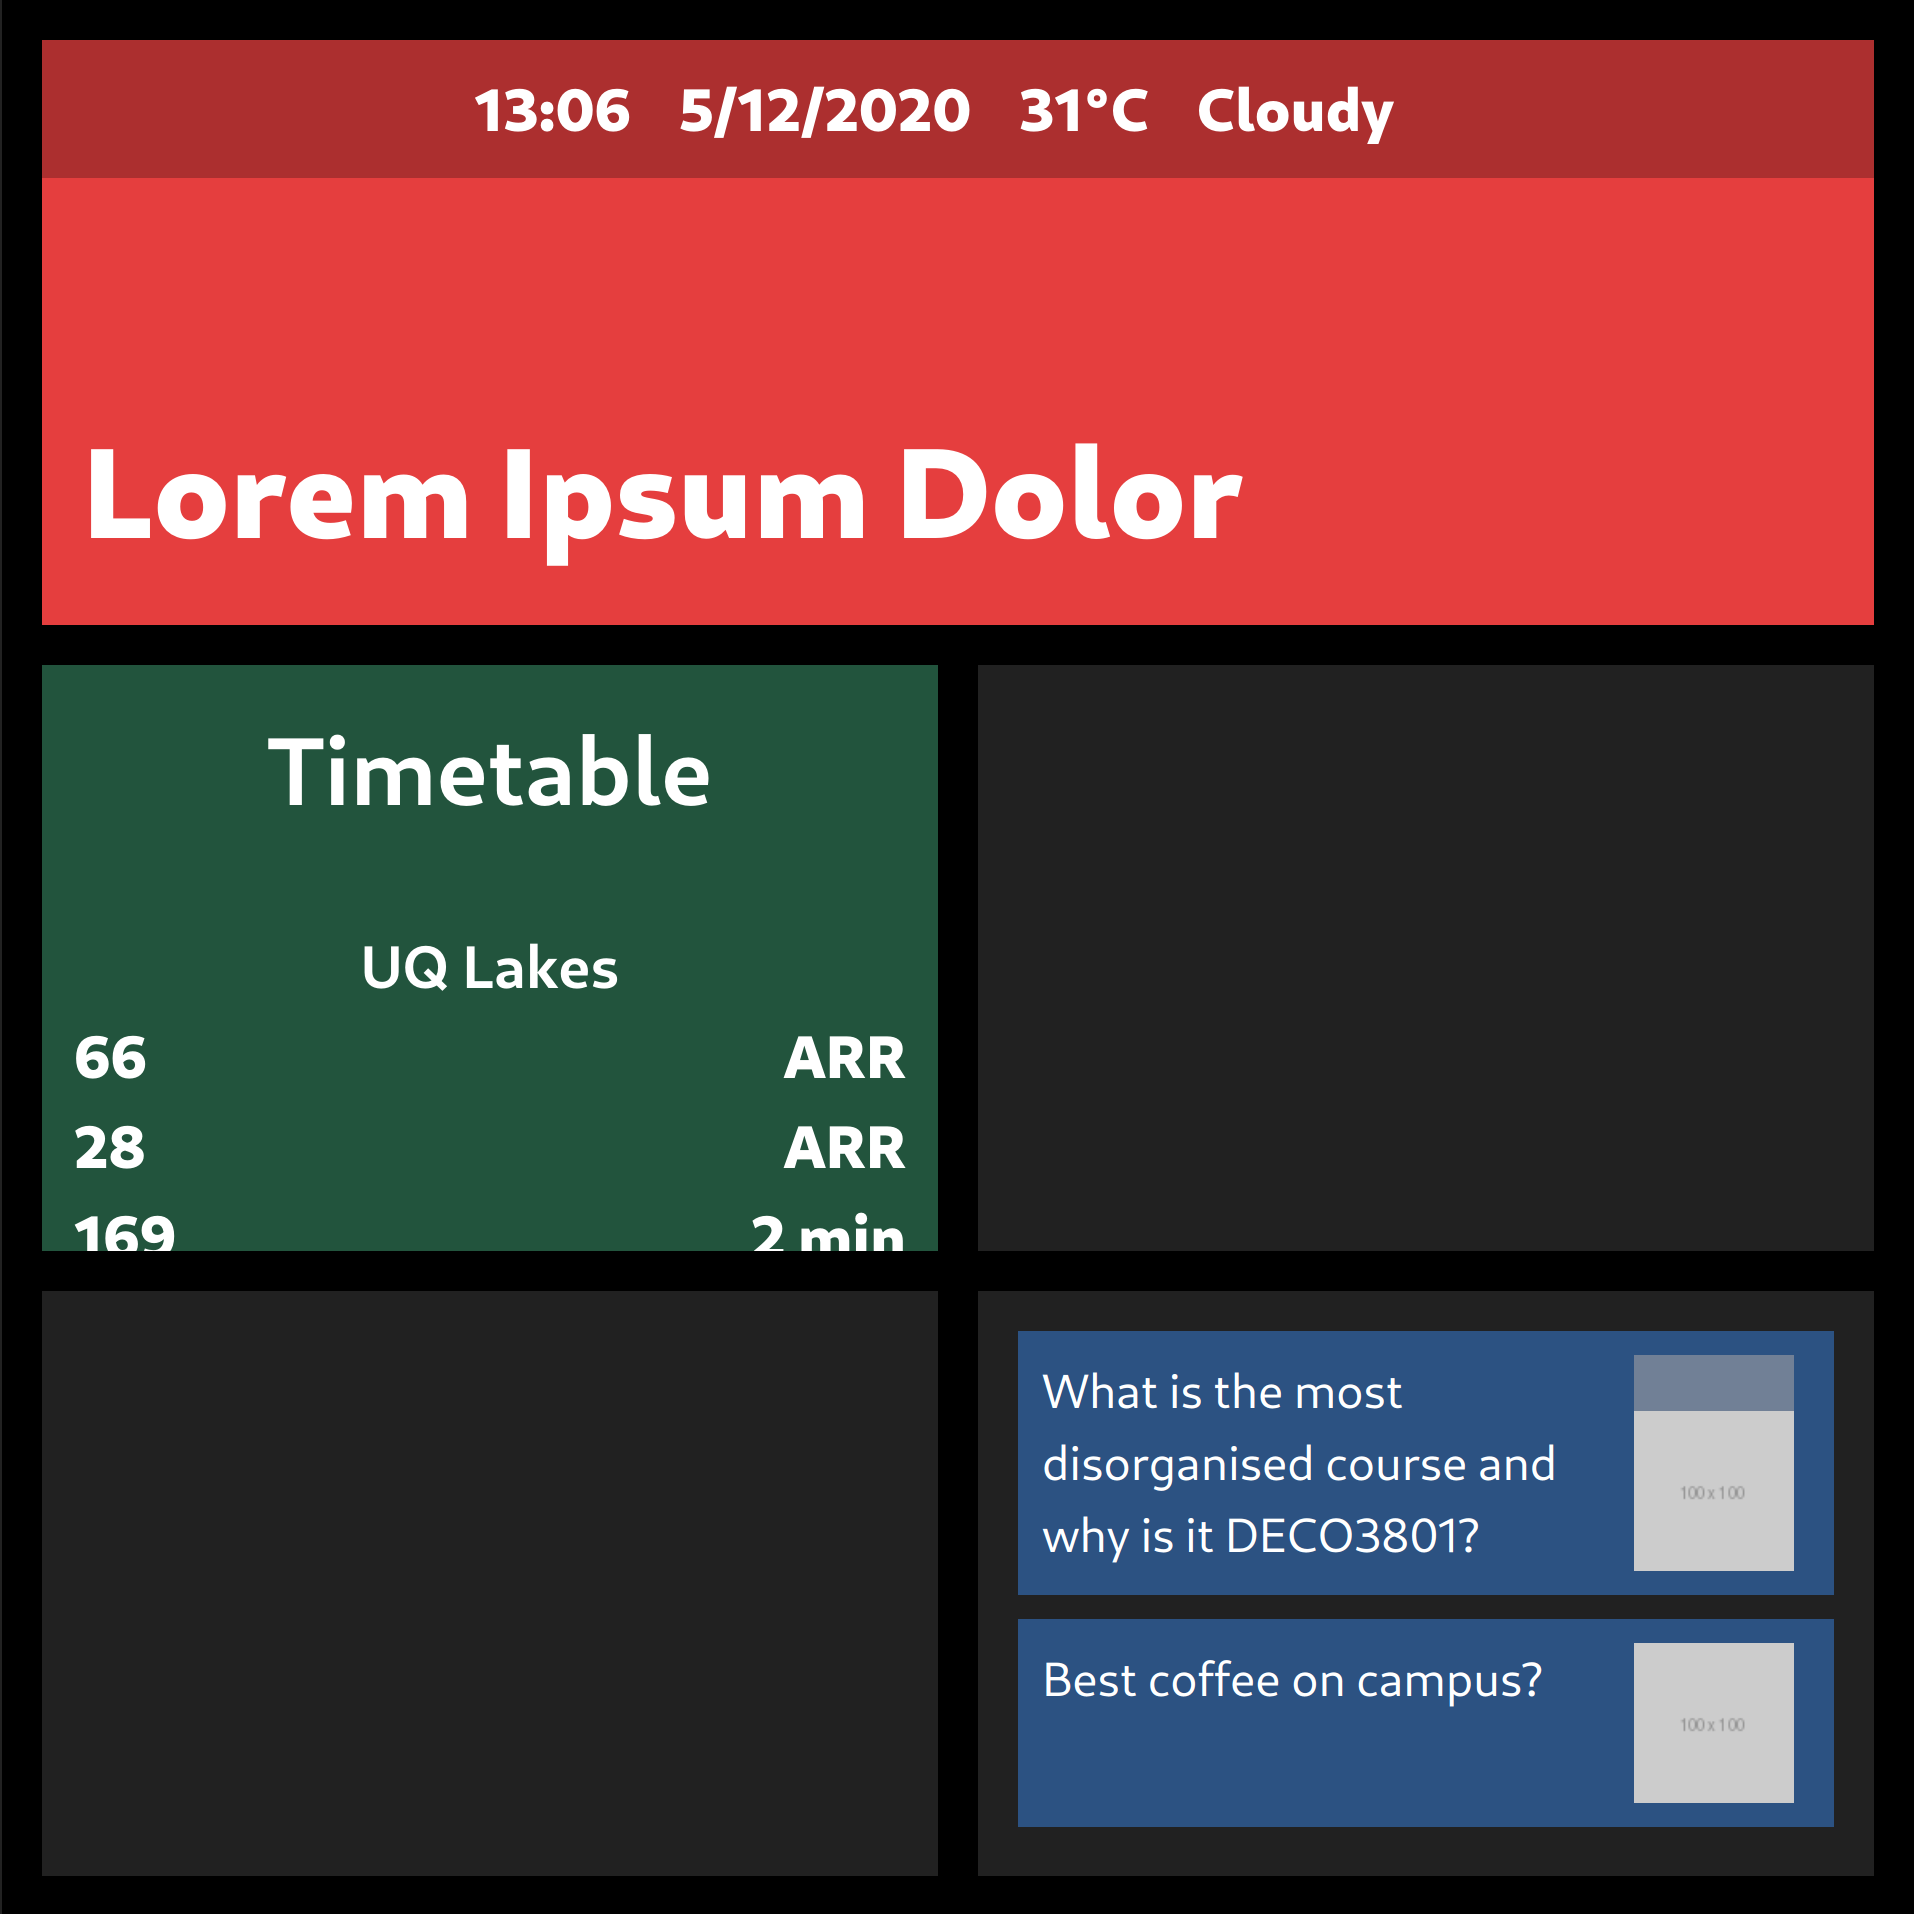 13:06 5/12/2020 31°C Cloudy
Lorem Ipsum Dolor
Timetable
UQ Lakes
66 ARR
28 ARR
169 2 min
What is the most
disorganised course and
why is it DECO3801?
100 x 100
Best coffee on campus?
100 x 100